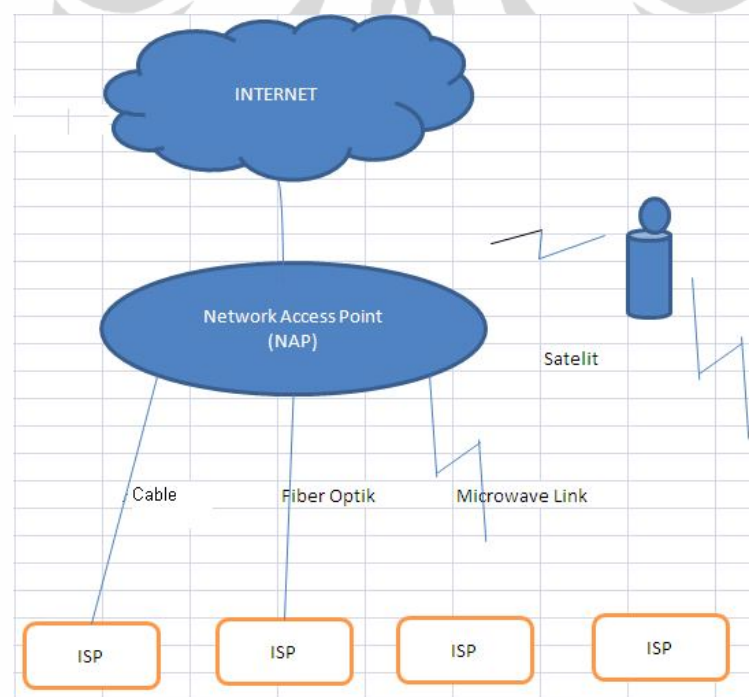 INTERNET
Network Access Point
(NAP)
Satelit
Cable
Fiber Optik
Microwave Link
ISP
ISP
ISP
ISP